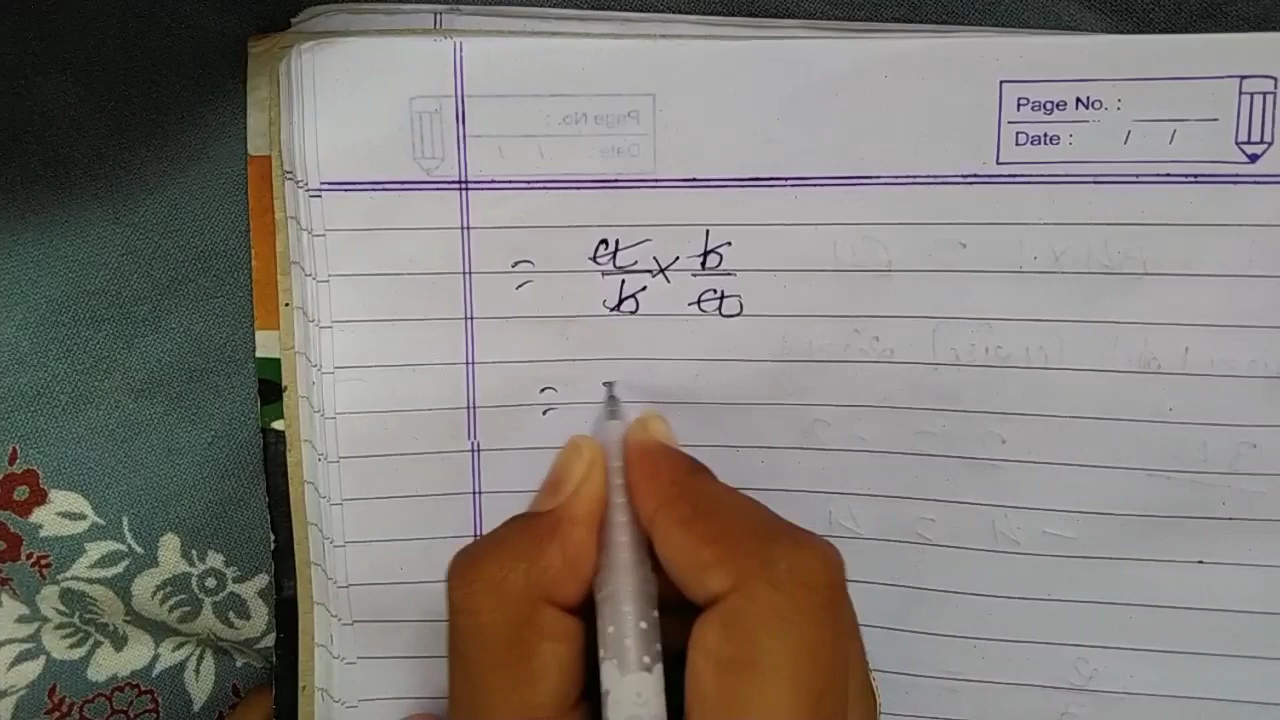 Page No. :
Date : / /
= a/b × b/a
=